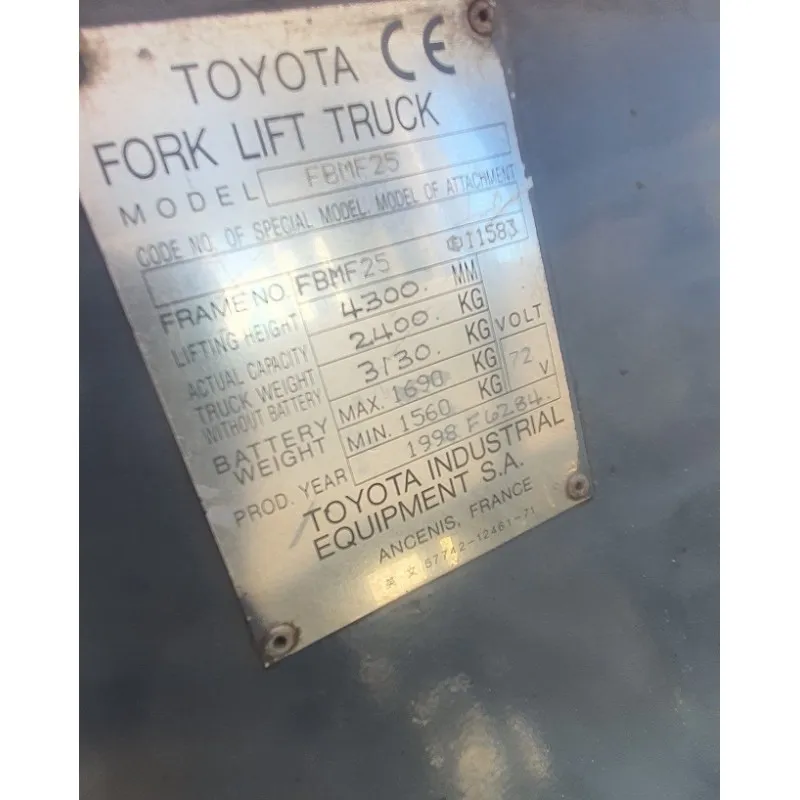 TOYOTA CE
FORK LIFT TRUCK
MODEL FBMF25
CODE NO. OF SPECIAL MODEL, MODEL OF ATTACHMENT
FRAME NO. FBMF25 11583
LIFTING HEIGHT 4300. MM
ACTUAL CAPACITY 2400. KG
TRUCK WEIGHT WITHOUT BATTERY 3130. KG
BATTERY WEIGHT MAX. 1690 KG VOLT
MIN. 1560 KG 72 V
PROD. YEAR 1998 F6284.
TOYOTA INDUSTRIAL
EQUIPMENT S.A.
ANCENIS, FRANCE
英 文 57742-12461-71